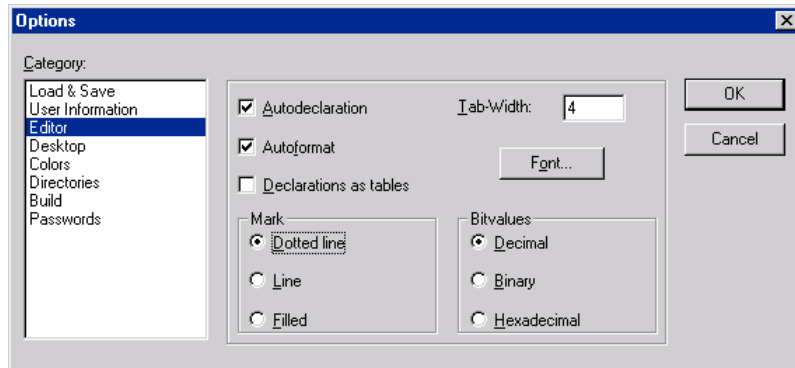 Options
Category:
Load & Save
User Information
Editor
Desktop
Colors
Directories
Build
Passwords
Autodeclaration
Tab-Width: 4
Autoformat
Font...
Declarations as tables
Mark
Dotted line
Line
Filled
Bitvalues
Decimal
Binary
Hexadecimal
OK
Cancel